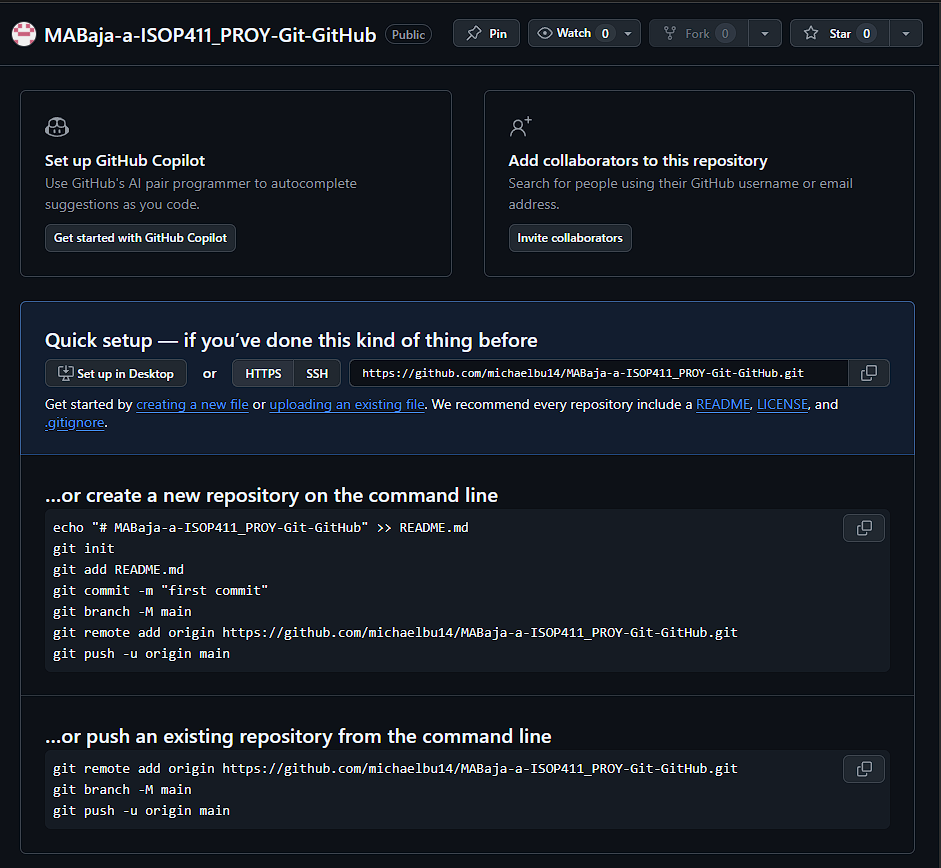 MABaja-a-ISOP411_PROY-Git-GitHub Public Pin Watch 0 Fork 0 Star 0
Set up GitHub Copilot
Use GitHub's AI pair programmer to autocomplete
suggestions as you code.
Get started with GitHub Copilot
Add collaborators to this repository
Search for people using their GitHub username or email
address.
Invite collaborators
Quick setup — if you’ve done this kind of thing before
Set up in Desktop or HTTPS SSH https://github.com/michaelbu14/MABaja-a-ISOP411_PROY-Git-GitHub.git
Get started by creating a new file or uploading an existing file. We recommend every repository include a README, LICENSE, and
.gitignore.
…or create a new repository on the command line
echo "# MABaja-a-ISOP411_PROY-Git-GitHub" >> README.md
git init
git add README.md
git commit -m "first commit"
git branch -M main
git remote add origin https://github.com/michaelbu14/MABaja-a-ISOP411_PROY-Git-GitHub.git
git push -u origin main
…or push an existing repository from the command line
git remote add origin https://github.com/michaelbu14/MABaja-a-ISOP411_PROY-Git-GitHub.git
git branch -M main
git push -u origin main